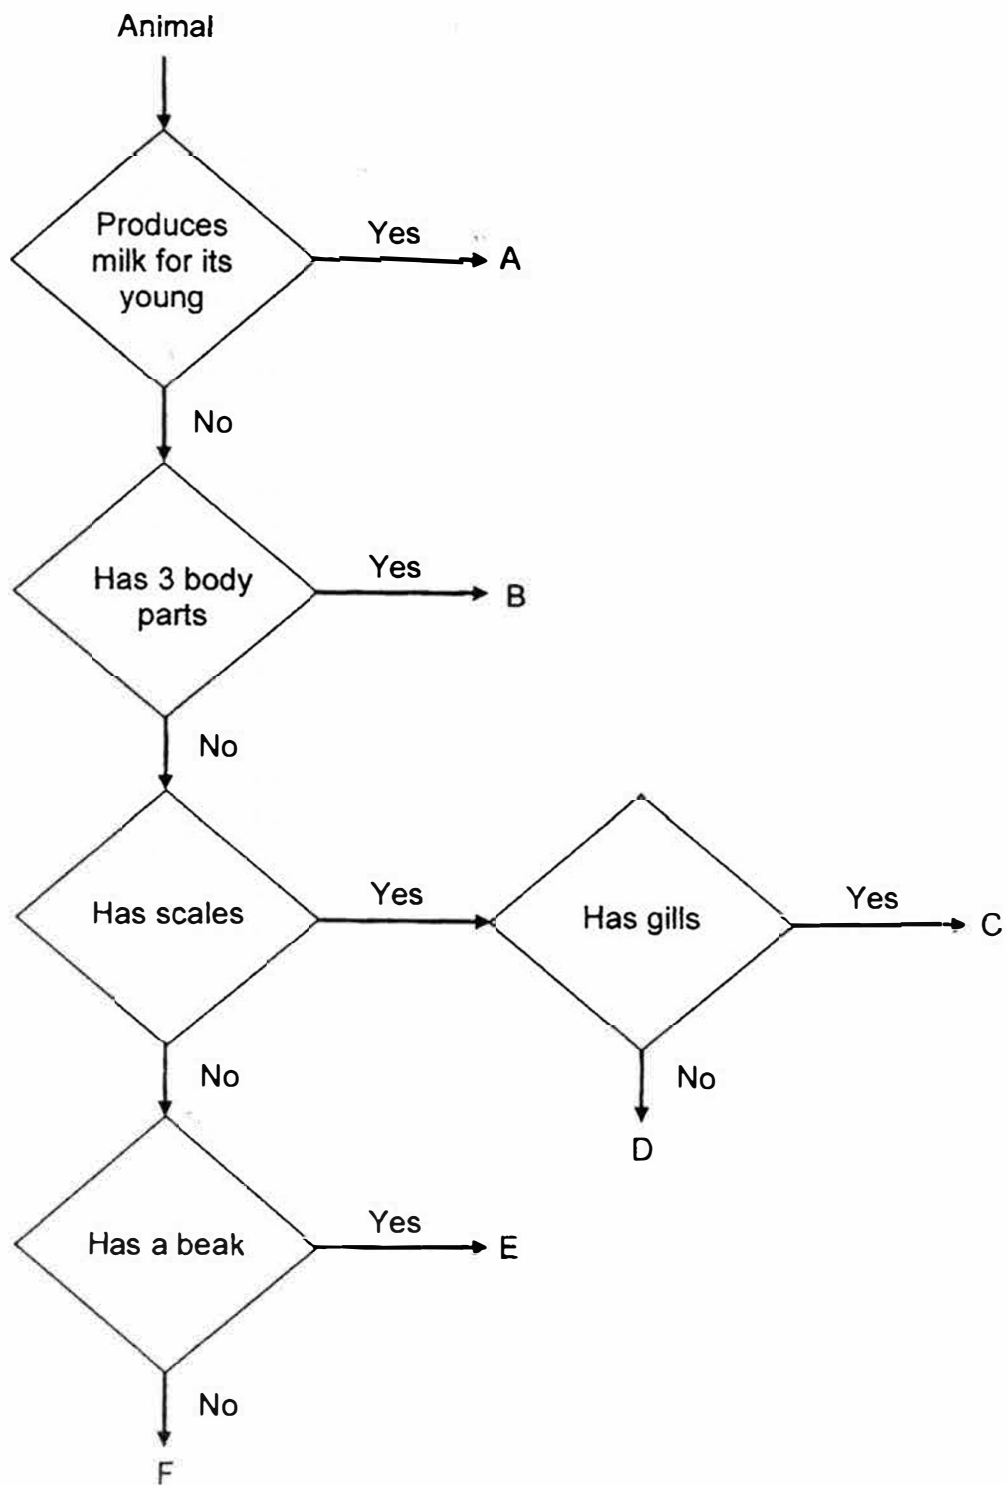 Animal
Produces
milk for its
young
Yes
A
No
Has 3 body
parts
Yes
B
No
Has scales
Yes
Has gills
Yes
C
No
D
No
Has a beak
Yes
E
No
F